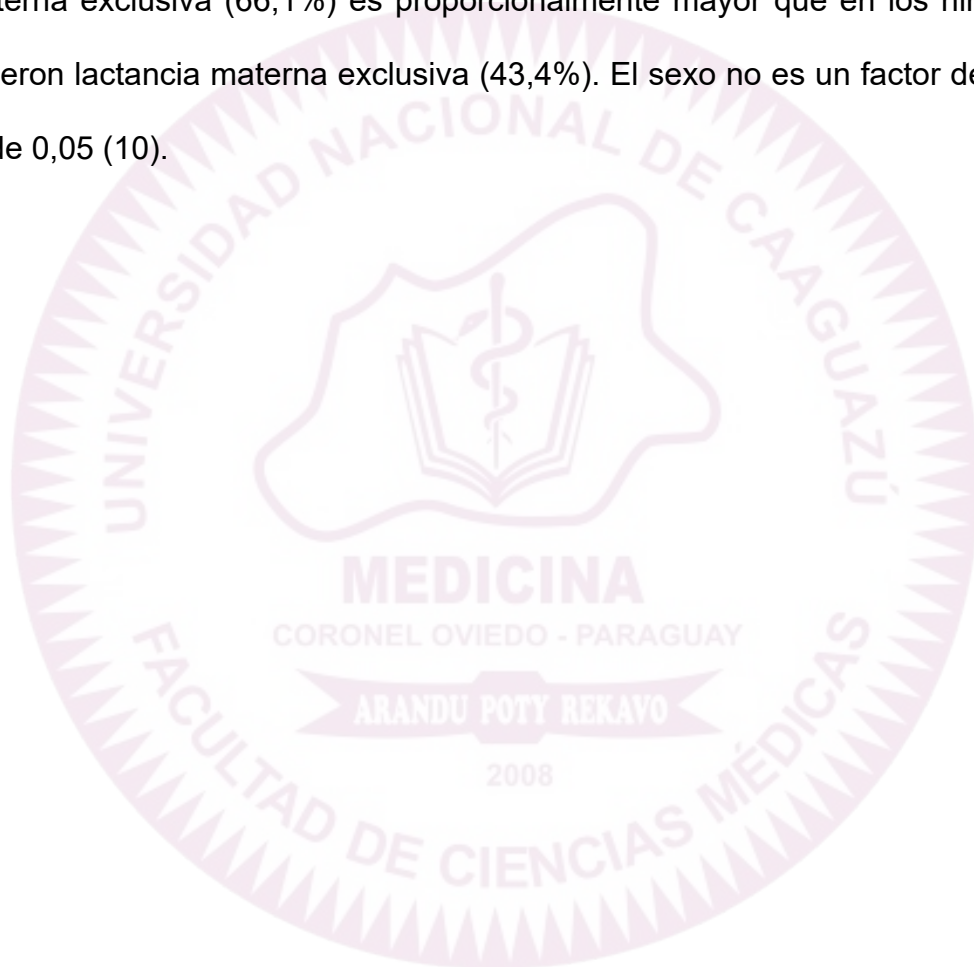 terna exclusiva (66,1%) es proporcionalmente mayor que en los
eron lactancia materna exclusiva (43,4%). El sexo no es un factor
le 0,05 (10).
UNIVERSIDAD NACIONAL DE CAAGUAZÚ
MEDICINA
CORONEL OVIEDO - PARAGUAY
ARANDU POTY REKAVO
2008
FACULTAD DE CIENCIAS MÉDICAS